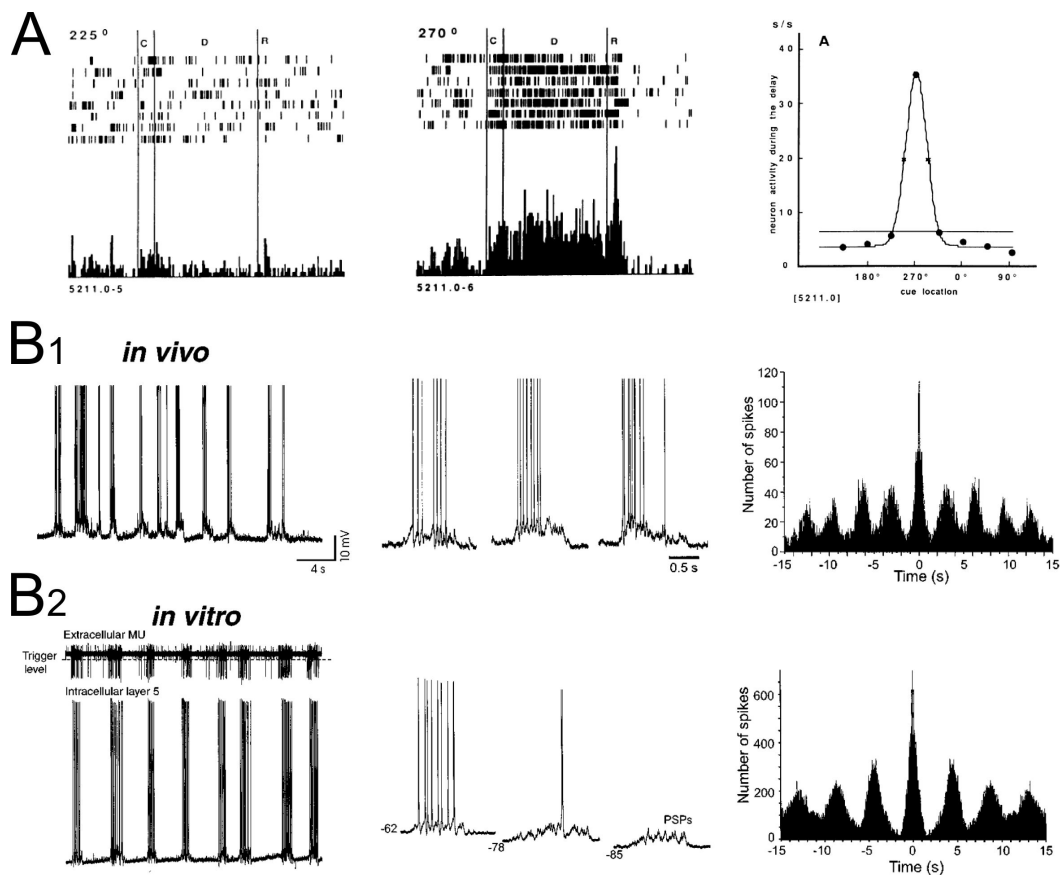 A
225°
C
D
R
5211.0-5
270°
C
D
R
5211.0-6
s/s
A
neuron activity during the delay
40
30
20
10
0
180°
270°
0°
90°
cue location
[5211.0]
B1
in vivo
10 mV
4 s
0.5 s
Number of spikes
120
100
80
60
40
20
0
-15
-10
-5
0
5
10
15
Time (s)
B2
in vitro
Extracellular MU
Trigger
level
Intracellular layer 5
-62
-78
-85
PSPs
Number of spikes
600
400
200
0
-15
-10
-5
0
5
10
15
Time (s)